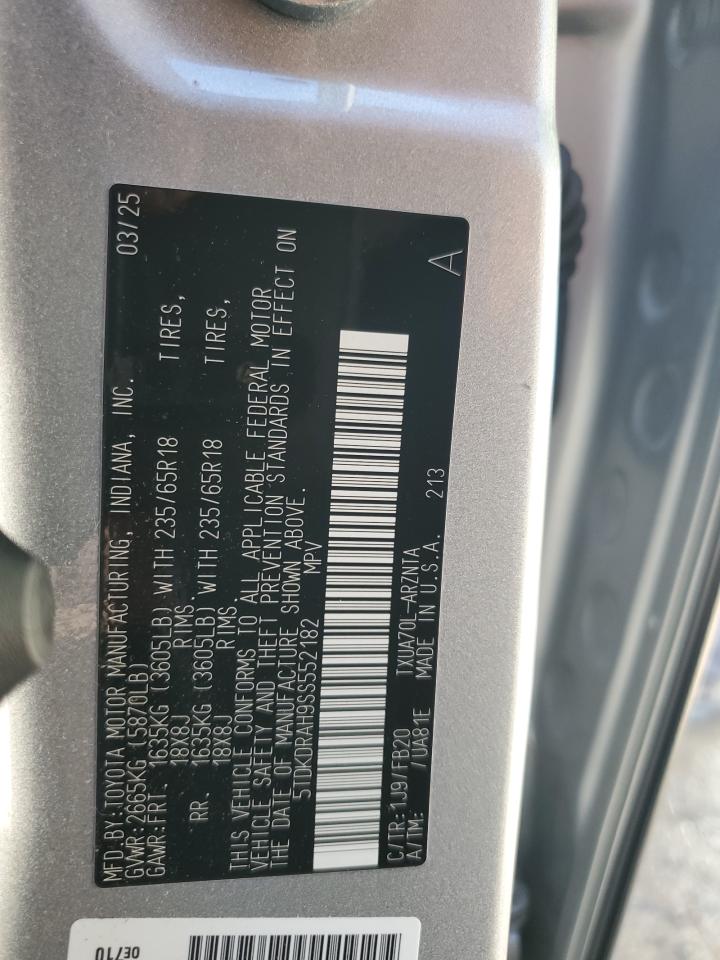 MFD.BY:TOYOTA MOTOR MANUFACTURING, INDIANA, INC. 03/25
GVWR:2665KG (5870LB)
GAWR:FRT. 1635KG (3605LB) WITH 235/65R18 TIRES,
18X8J RIMS
RR. 1635KG (3605LB) WITH 235/65R18 TIRES,
18X8J RIMS
THIS VEHICLE CONFORMS TO ALL APPLICABLE FEDERAL MOTOR
VEHICLE SAFETY AND THEFT PREVENTION STANDARDS IN EFFECT ON
THE DATE OF MANUFACTURE SHOWN ABOVE.
5TDKDRAH9SS552182 MPV
A
C/TR:1J9/FB20 TXUA70L-ARZNTA
A/TM: /UA81E MADE IN U.S.A. 213
OE/10